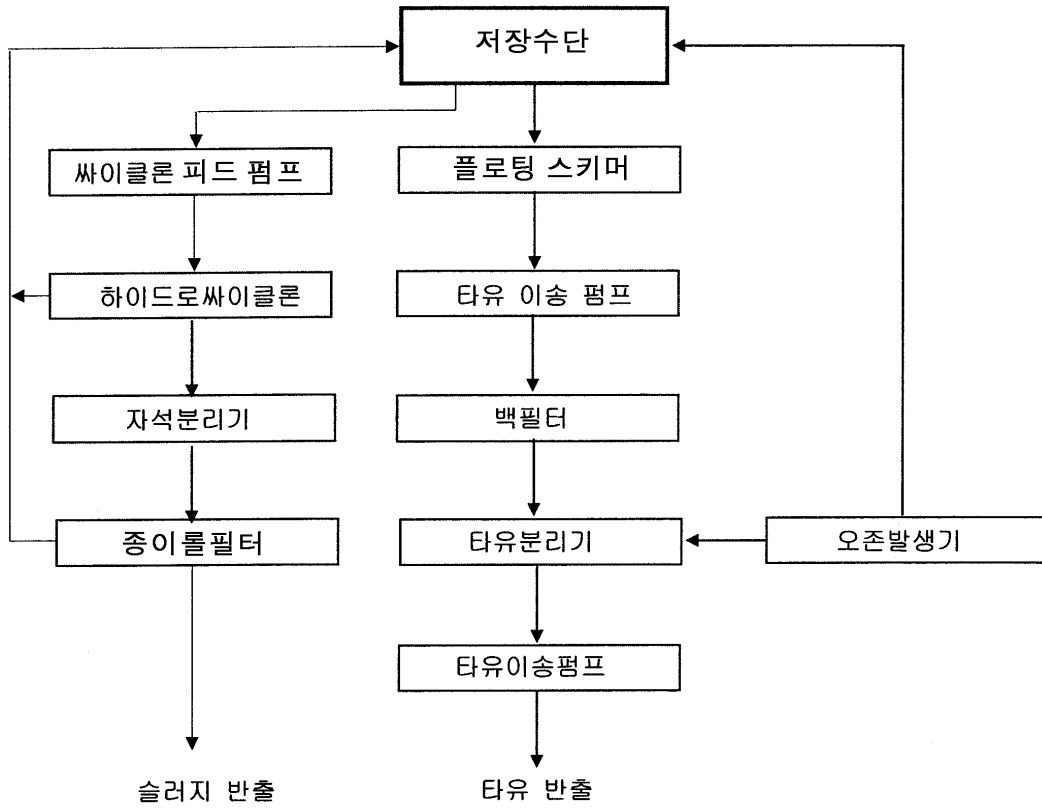 저장수단
싸이클론 피드 펌프
플로팅 스키머
하이드로싸이클론
타유 이송 펌프
자석분리기
백필터
종이롤필터
타유분리기
오존발생기
타유이송펌프
슬러지 반출
타유 반출